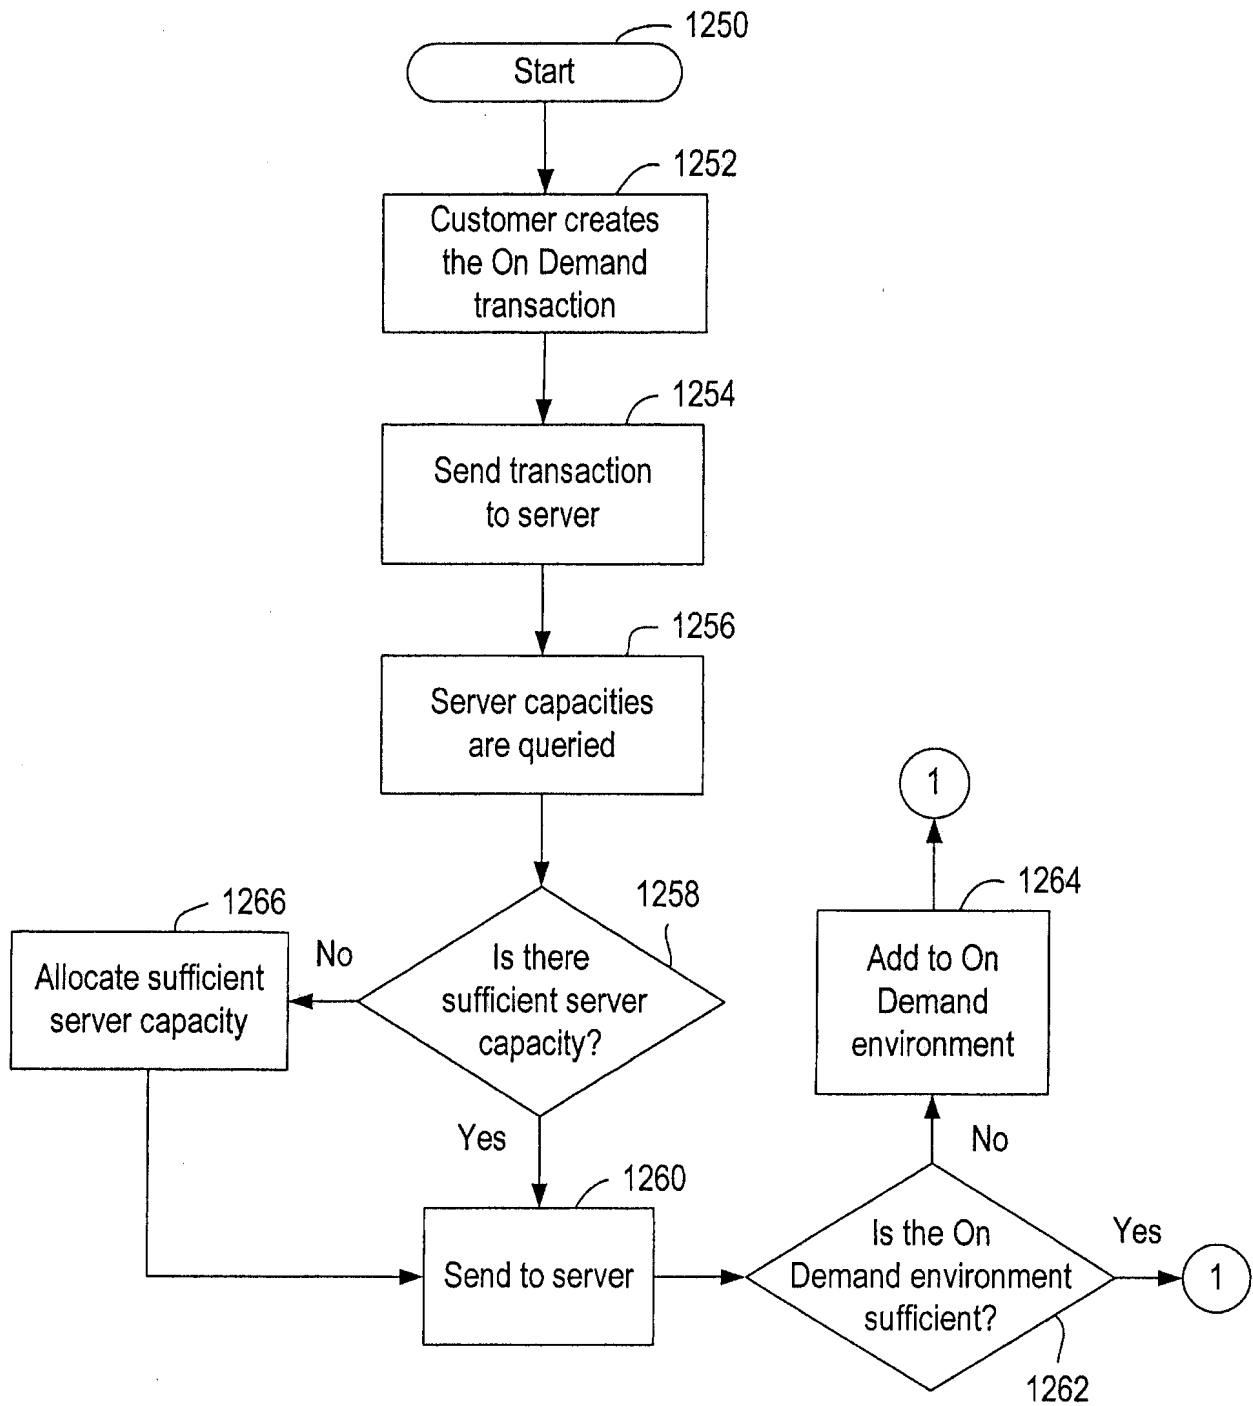 1250
Start
1252
Customer creates
the On Demand
transaction
1254
Send transaction
to server
1256
Server capacities
are queried
1
1266
Allocate sufficient
server capacity
No
1258
Is there
sufficient server
capacity?
1264
Add to On
Demand
environment
Yes
No
1260
Send to server
Is the On
Demand environment
sufficient?
Yes
1
1262